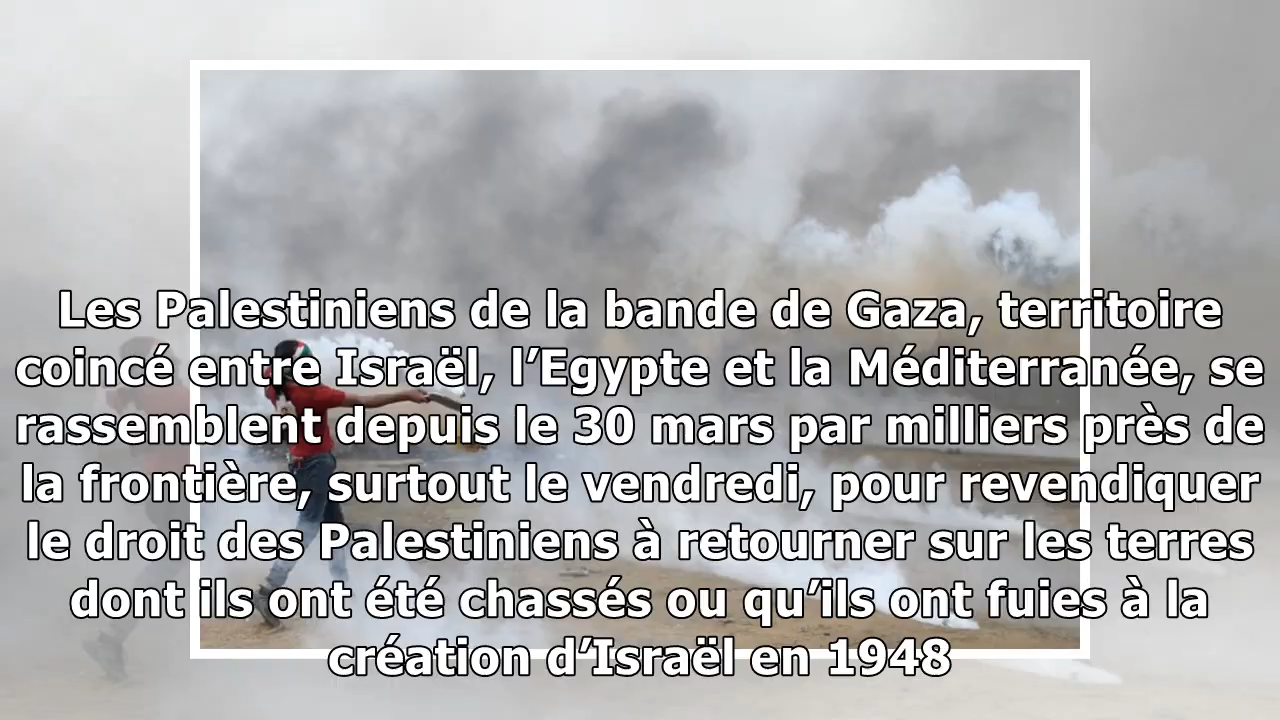 Les Palestiniens de la bande de Gaza, territoire
coincé entre Israël, l’Egypte et la Méditerranée, se
rassemblent depuis le 30 mars par milliers près de
la frontière, surtout le vendredi, pour revendiquer
le droit des Palestiniens à retourner sur les terres
dont ils ont été chassés ou qu’ils ont fuies à la
création d’Israël en 1948